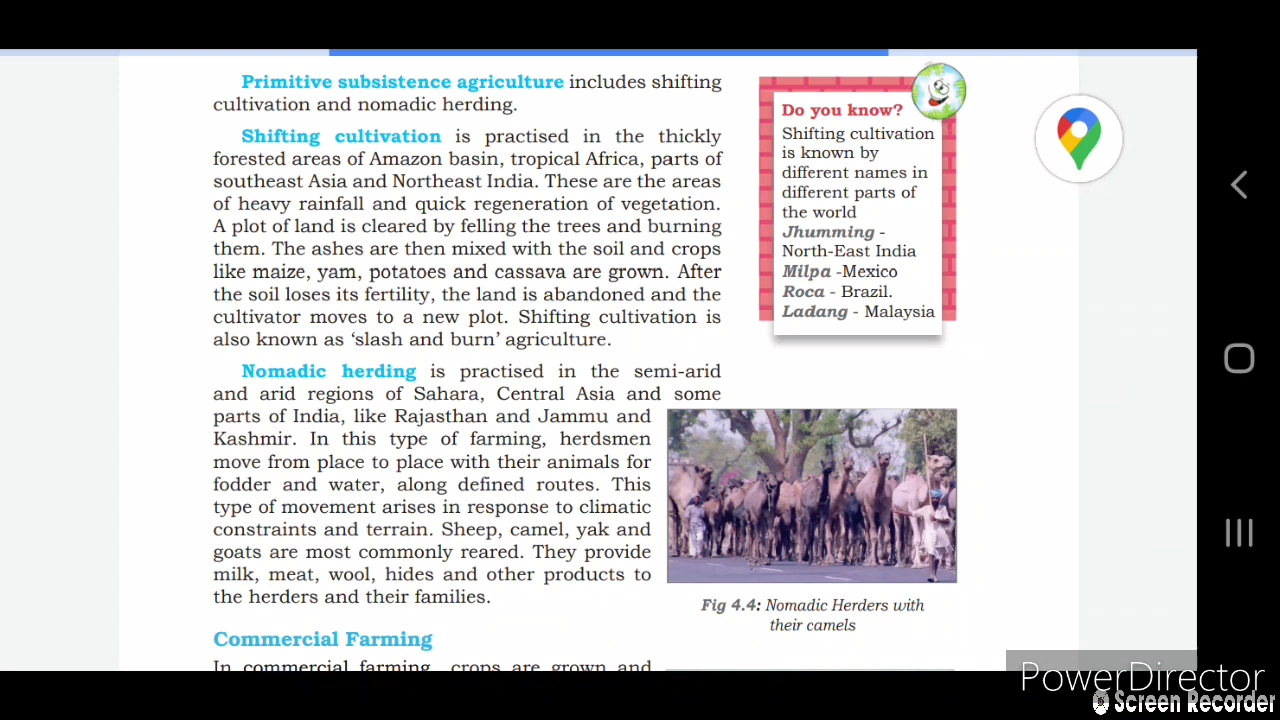 Primitive subsistence agriculture includes shifting
cultivation and nomadic herding.
Shifting cultivation is practised in the thickly
forested areas of Amazon basin, tropical Africa, parts of
southeast Asia and Northeast India. These are the areas
of heavy rainfall and quick regeneration of vegetation.
A plot of land is cleared by felling the trees and burning
them. The ashes are then mixed with the soil and crops
like maize, yam, potatoes and cassava are grown. After
the soil loses its fertility, the land is abandoned and the
cultivator moves to a new plot. Shifting cultivation is
also known as ‘slash and burn’ agriculture.
Nomadic herding is practised in the semi-arid
and arid regions of Sahara, Central Asia and some
parts of India, like Rajasthan and Jammu and
Kashmir. In this type of farming, herdsmen
move from place to place with their animals for
fodder and water, along defined routes. This
type of movement arises in response to climatic
constraints and terrain. Sheep, camel, yak and
goats are most commonly reared. They provide
milk, meat, wool, hides and other products to
the herders and their families.
Commercial Farming
In commercial farming crops are grown and
Do you know?
Shifting cultivation
is known by
different names in
different parts of
the world
Jhumming -
North-East India
Milpa -Mexico
Roca - Brazil.
Ladang - Malaysia
Fig 4.4: Nomadic Herders with
their camels
PowerDirector
Screen Recorder